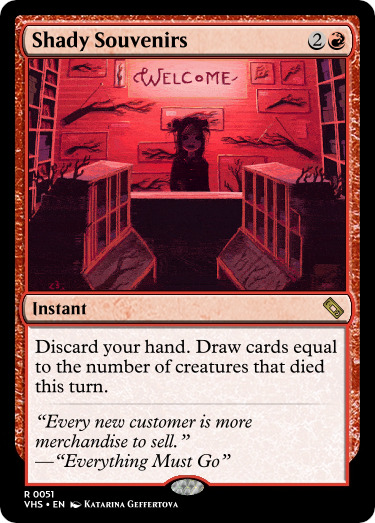 Shady Souvenirs 2
WELCOME
Instant
Discard your hand. Draw cards equal
to the number of creatures that died
this turn.
“Every new customer is more
merchandise to sell.”
—“Everything Must Go”
R 0051
VHS • EN Katarina Geffertova